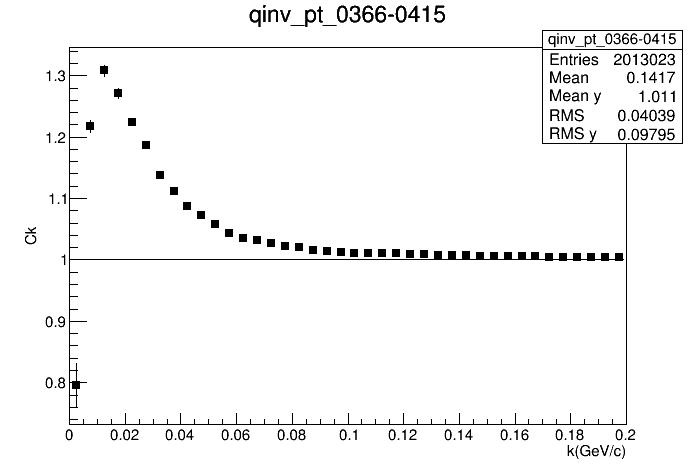 qinv_pt_0366-0415
qinv_pt_0366-0415
Entries 2013023
Mean 0.1417
Mean y 1.011
RMS 0.04039
RMS y 0.09795
Ck
1.3
1.2
1.1
1
0.9
0.8
0 0.02 0.04 0.06 0.08 0.1 0.12 0.14 0.16 0.18 0.2
k(GeV/c)